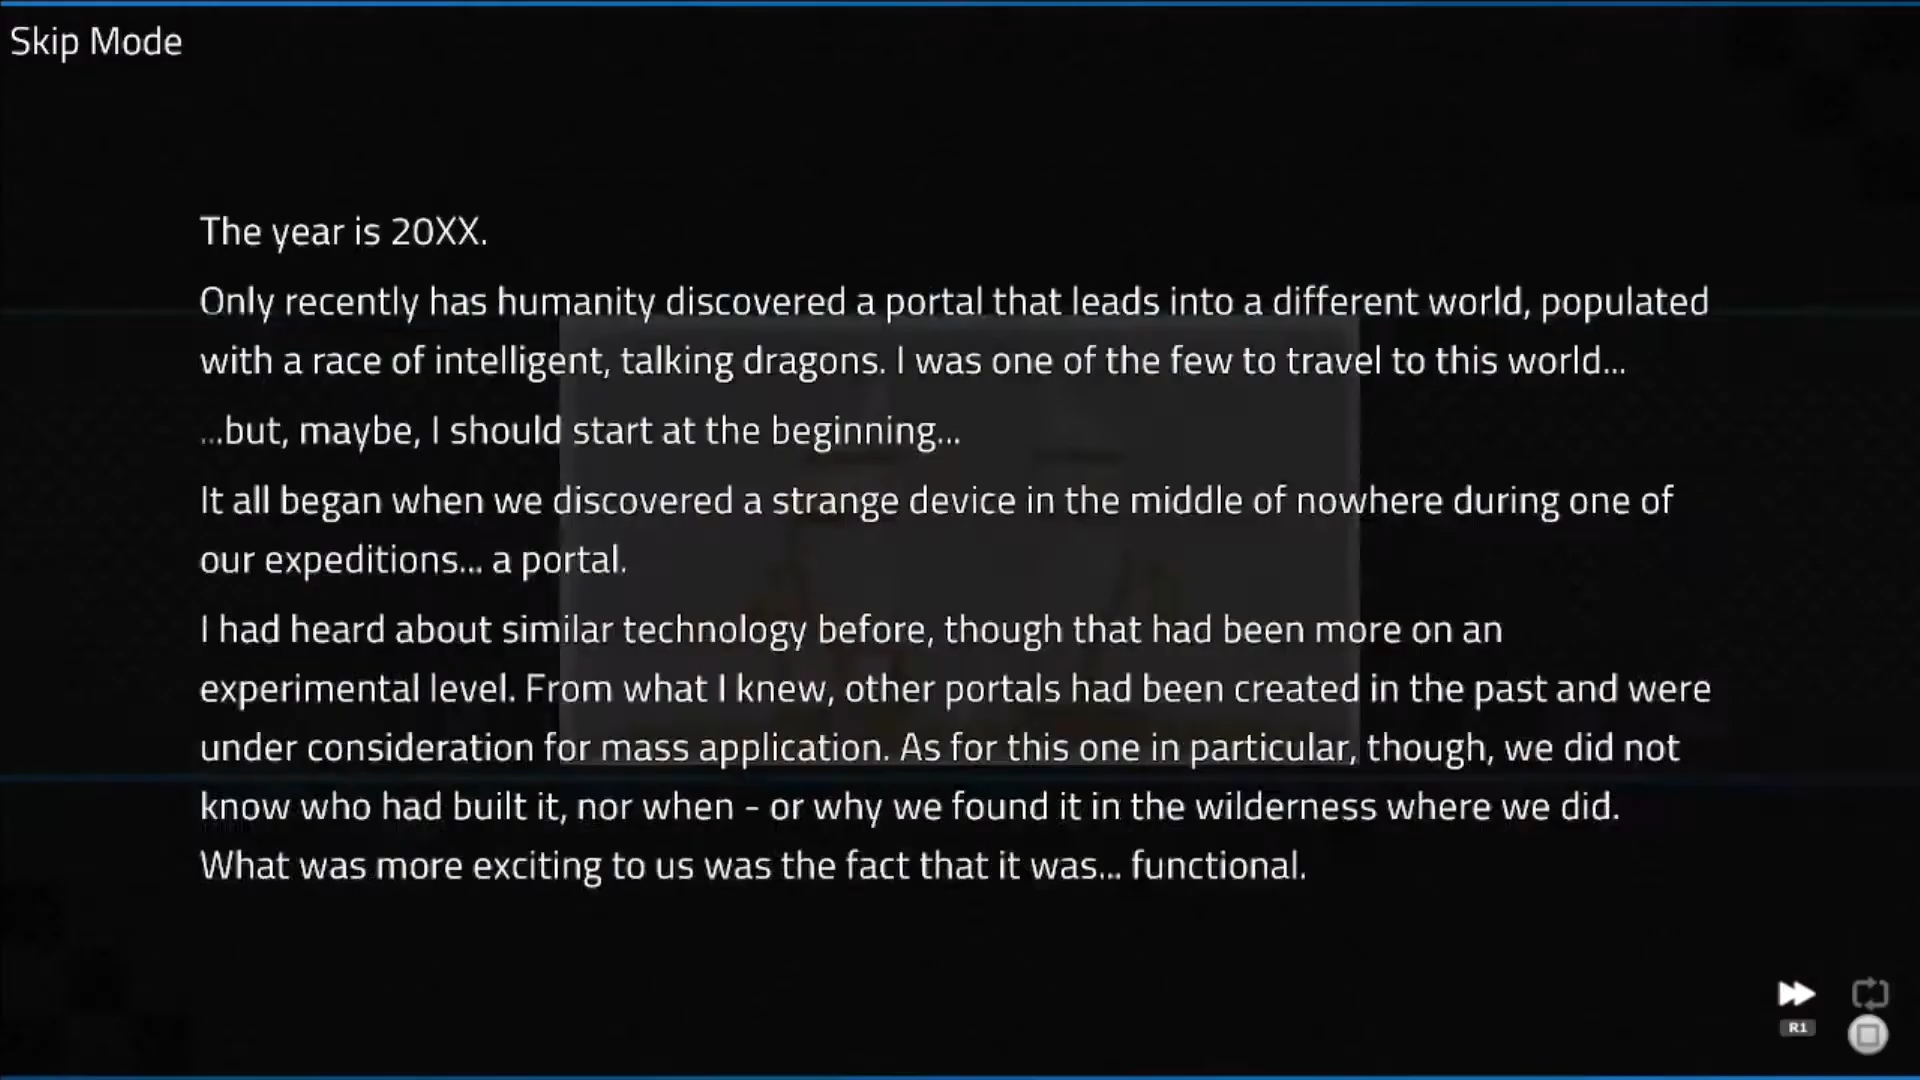 Skip Mode
The year is 20XX.
Only recently has humanity discovered a portal that leads into a different world, populated
with a race of intelligent, talking dragons. I was one of the few to travel to this world...
...but, maybe, I should start at the beginning...
It all began when we discovered a strange device in the middle of nowhere during one of
our expeditions... a portal.
I had heard about similar technology before, though that had been more on an
experimental level. From what I knew, other portals had been created in the past and were
under consideration for mass application. As for this one in particular, though, we did not
know who had built it, nor when - or why we found it in the wilderness where we did.
What was more exciting to us was the fact that it was... functional.
R1